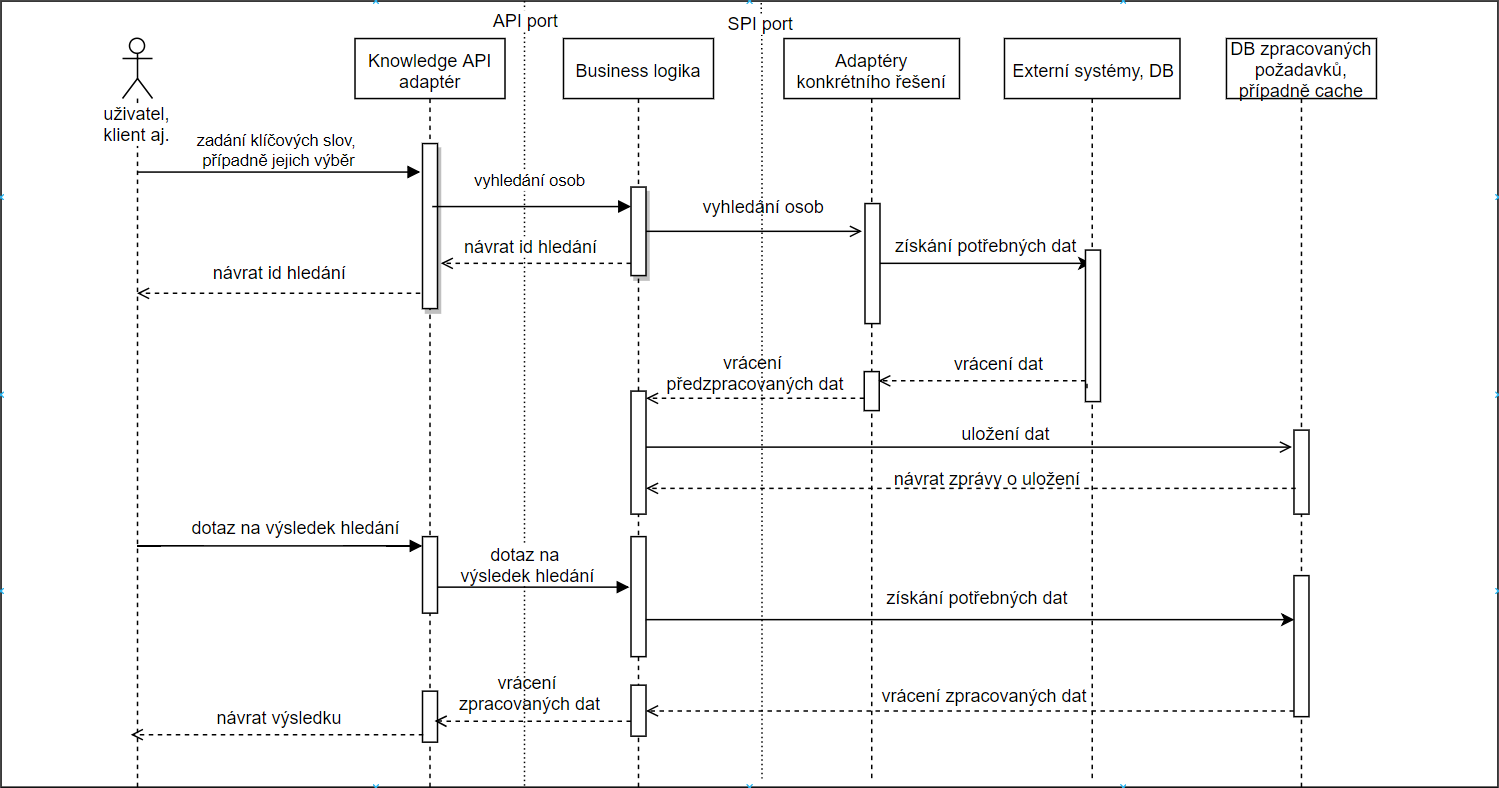 API port
SPI port
Knowledge API
adaptér
Business logika
Adaptéry
konkrétního řešení
Externí systémy, DB
DB zpracovaných
požadavků,
případně cache
uživatel,
klient aj.
zadání klíčových slov,
případně jejich výběr
vyhledání osob
vyhledání osob
návrat id hledání
získání potřebných dat
návrat id hledání
vrácení
předzpracovaných dat
vrácení dat
uložení dat
návrat zprávy o uložení
dotaz na výsledek hledání
dotaz na
výsledek hledání
získání potřebných dat
vrácení
zpracovaných dat
vrácení zpracovaných dat
návrat výsledku